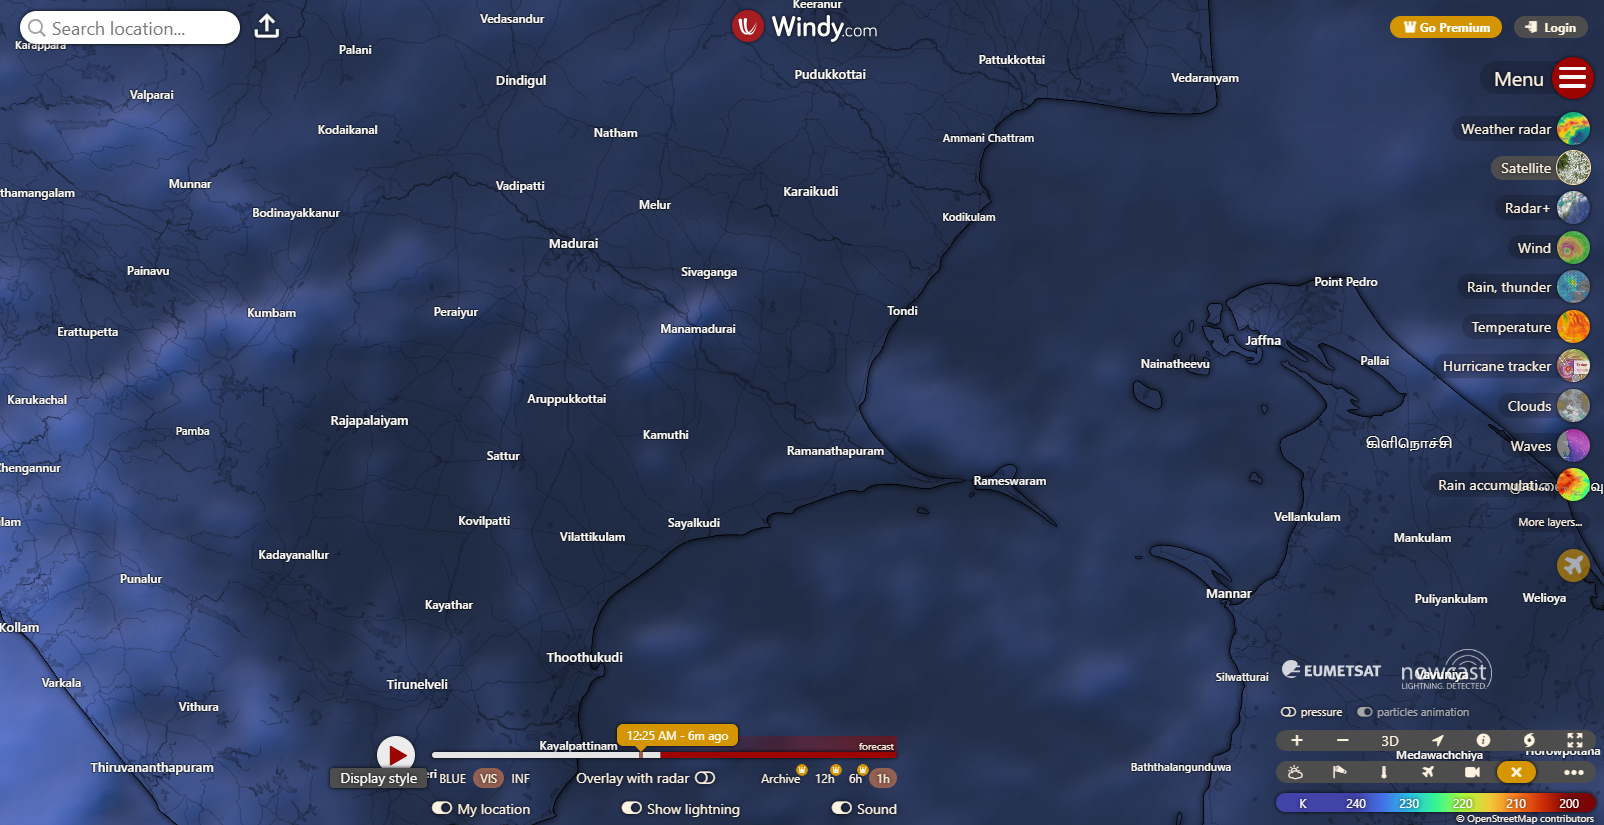 Search location...
Windy.com
Go Premium
Login
Menu
Weather radar
Satellite
Radar+
Wind
Rain, thunder
Temperature
Hurricane tracker
Clouds
Waves
Rain accumulati...
More layers...
Keeranur
Vedasandur
Karappara
Palani
Pattukkottai
Dindigul
Pudukkottai
Vedaranyam
Valparai
Kodaikanal
Natham
Ammani Chattram
Munnar
Vadipatti
Karaikudi
thamangalam
Melur
Bodinayakkanur
Kodikulam
Madurai
Painavu
Sivaganga
Point Pedro
Kumbam
Peraiyur
Tondi
Erattupetta
Manamadurai
Jaffna
Nainatheevu
Pallai
Karukachal
Aruppukkottai
Rajapalaiyam
Pamba
Kamuthi
கிளிநொச்சி
Sattur
Ramanathapuram
Chengannur
Rameswaram
Kovilpatti
Sayalkudi
Vellankulam
lam
Vilattikulam
Mankulam
Kadayanallur
Punalur
Mannar
Puliyankulam
Welioya
Kayathar
Kollam
Thoothukudi
Silwatturai
Vavuniya
Varkala
Tirunelveli
Vithura
Kayalpattinam
Thiruvananthapuram
Baththalangunduwa
Medawachchiya
Horowpotana
EUMETSAT
nowcast
LIGHTNING. DETECTED.
pressure
particles animation
12:25 AM - 6m ago
forecast
Display style
eri
BLUE
VIS
INF
Overlay with radar
Archive
12h
6h
1h
My location
Show lightning
Sound
+
−
3D
K 240 230 220 210 200
© OpenStreetMap contributors